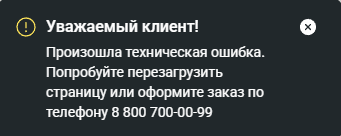 Уважаемый клиент!
Произошла техническая ошибка.
Попробуйте перезагрузить
страницу или оформите заказ по
телефону 8 800 700-00-99